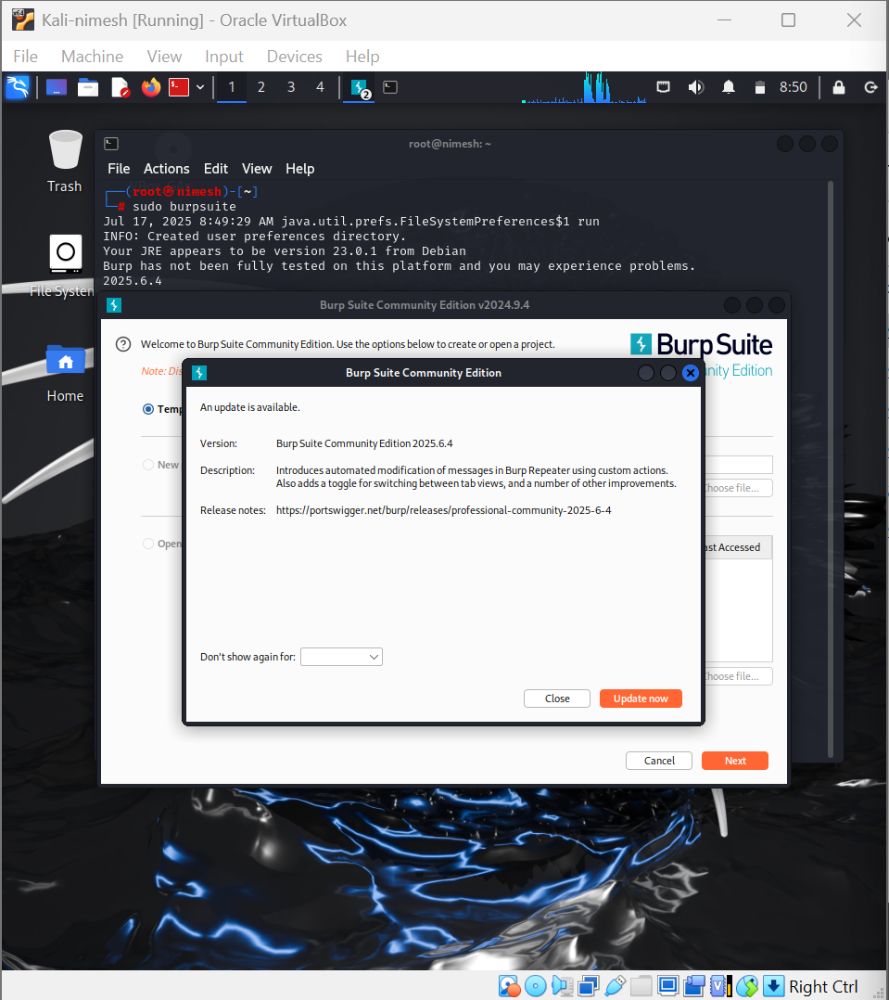 Kali-nimesh [Running] - Oracle VirtualBox
File Machine View Input Devices Help
1 2 3 4 2 8:50
root@nimesh: ~
File Actions Edit View Help
Trash
┌──(root㉿nimesh)-[~]
└─# sudo burpsuite
Jul 17, 2025 8:49:29 AM java.util.prefs.FileSystemPreferences$1 run
INFO: Created user preferences directory.
Your JRE appears to be version 23.0.1 from Debian
Burp has not been fully tested on this platform and you may experience problems.
2025.6.4
File System
Home
Burp Suite Community Edition v2024.9.4
Welcome to Burp Suite Community Edition. Use the options below to create or open a project.
Burp Suite
nity Edition
Note: Dis
Temp
New
Choose file...
Open
ast Accessed
Choose file...
Burp Suite Community Edition
An update is available.
Version: Burp Suite Community Edition 2025.6.4
Description: Introduces automated modification of messages in Burp Repeater using custom actions.
Also adds a toggle for switching between tab views, and a number of other improvements.
Release notes: https://portswigger.net/burp/releases/professional-community-2025-6-4
Don't show again for:
Close Update now
Cancel Next
Right Ctrl